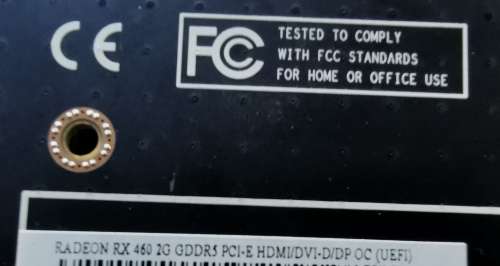 CE
FC
TESTED TO COMPLY
WITH FCC STANDARDS
FOR HOME OR OFFICE USE
RADEON RX 460 2G GDDR5 PCI-E HDMI/DVI-D/DP OC (UEFI)